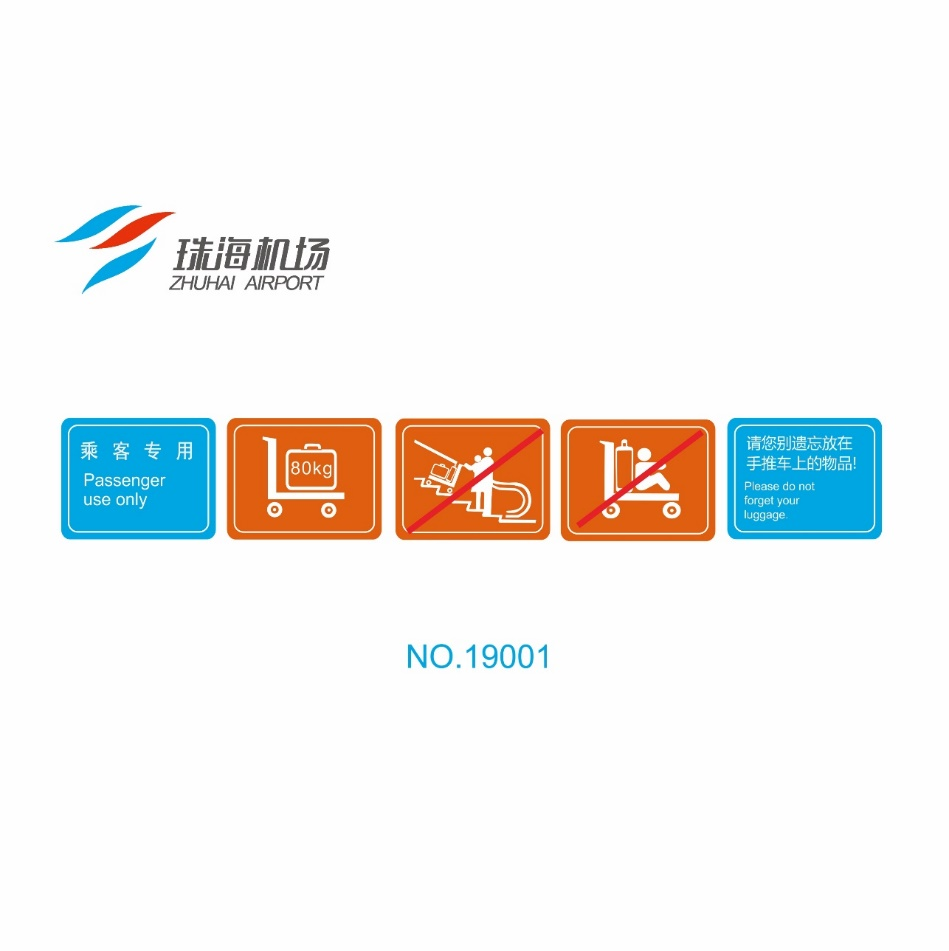 珠海机场
ZHUHAI AIRPORT
乘客专用
Passenger
use only
80kg
请您别遗忘放在
手推车上的物品!
Please do not
forget your
luggage.
NO.19001